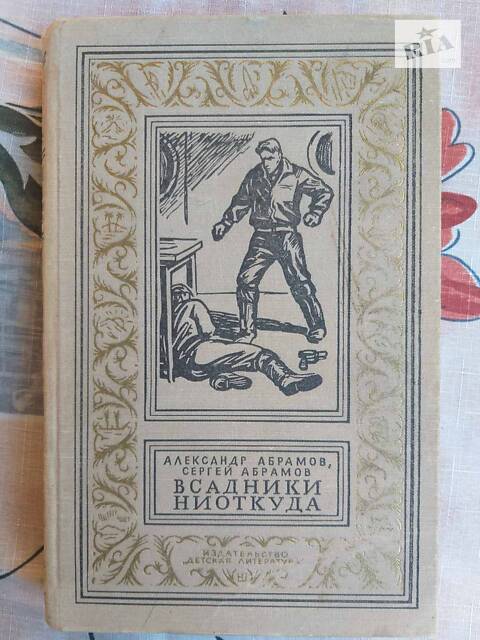 RIA
АЛЕКСАНДР АБРАМОВ,
СЕРГЕЙ АБРАМОВ
ВСАДНИКИ
НИОТКУДА
ИЗДАТЕЛЬСТВО
„ДЕТСКАЯ ЛИТЕРАТУРА“